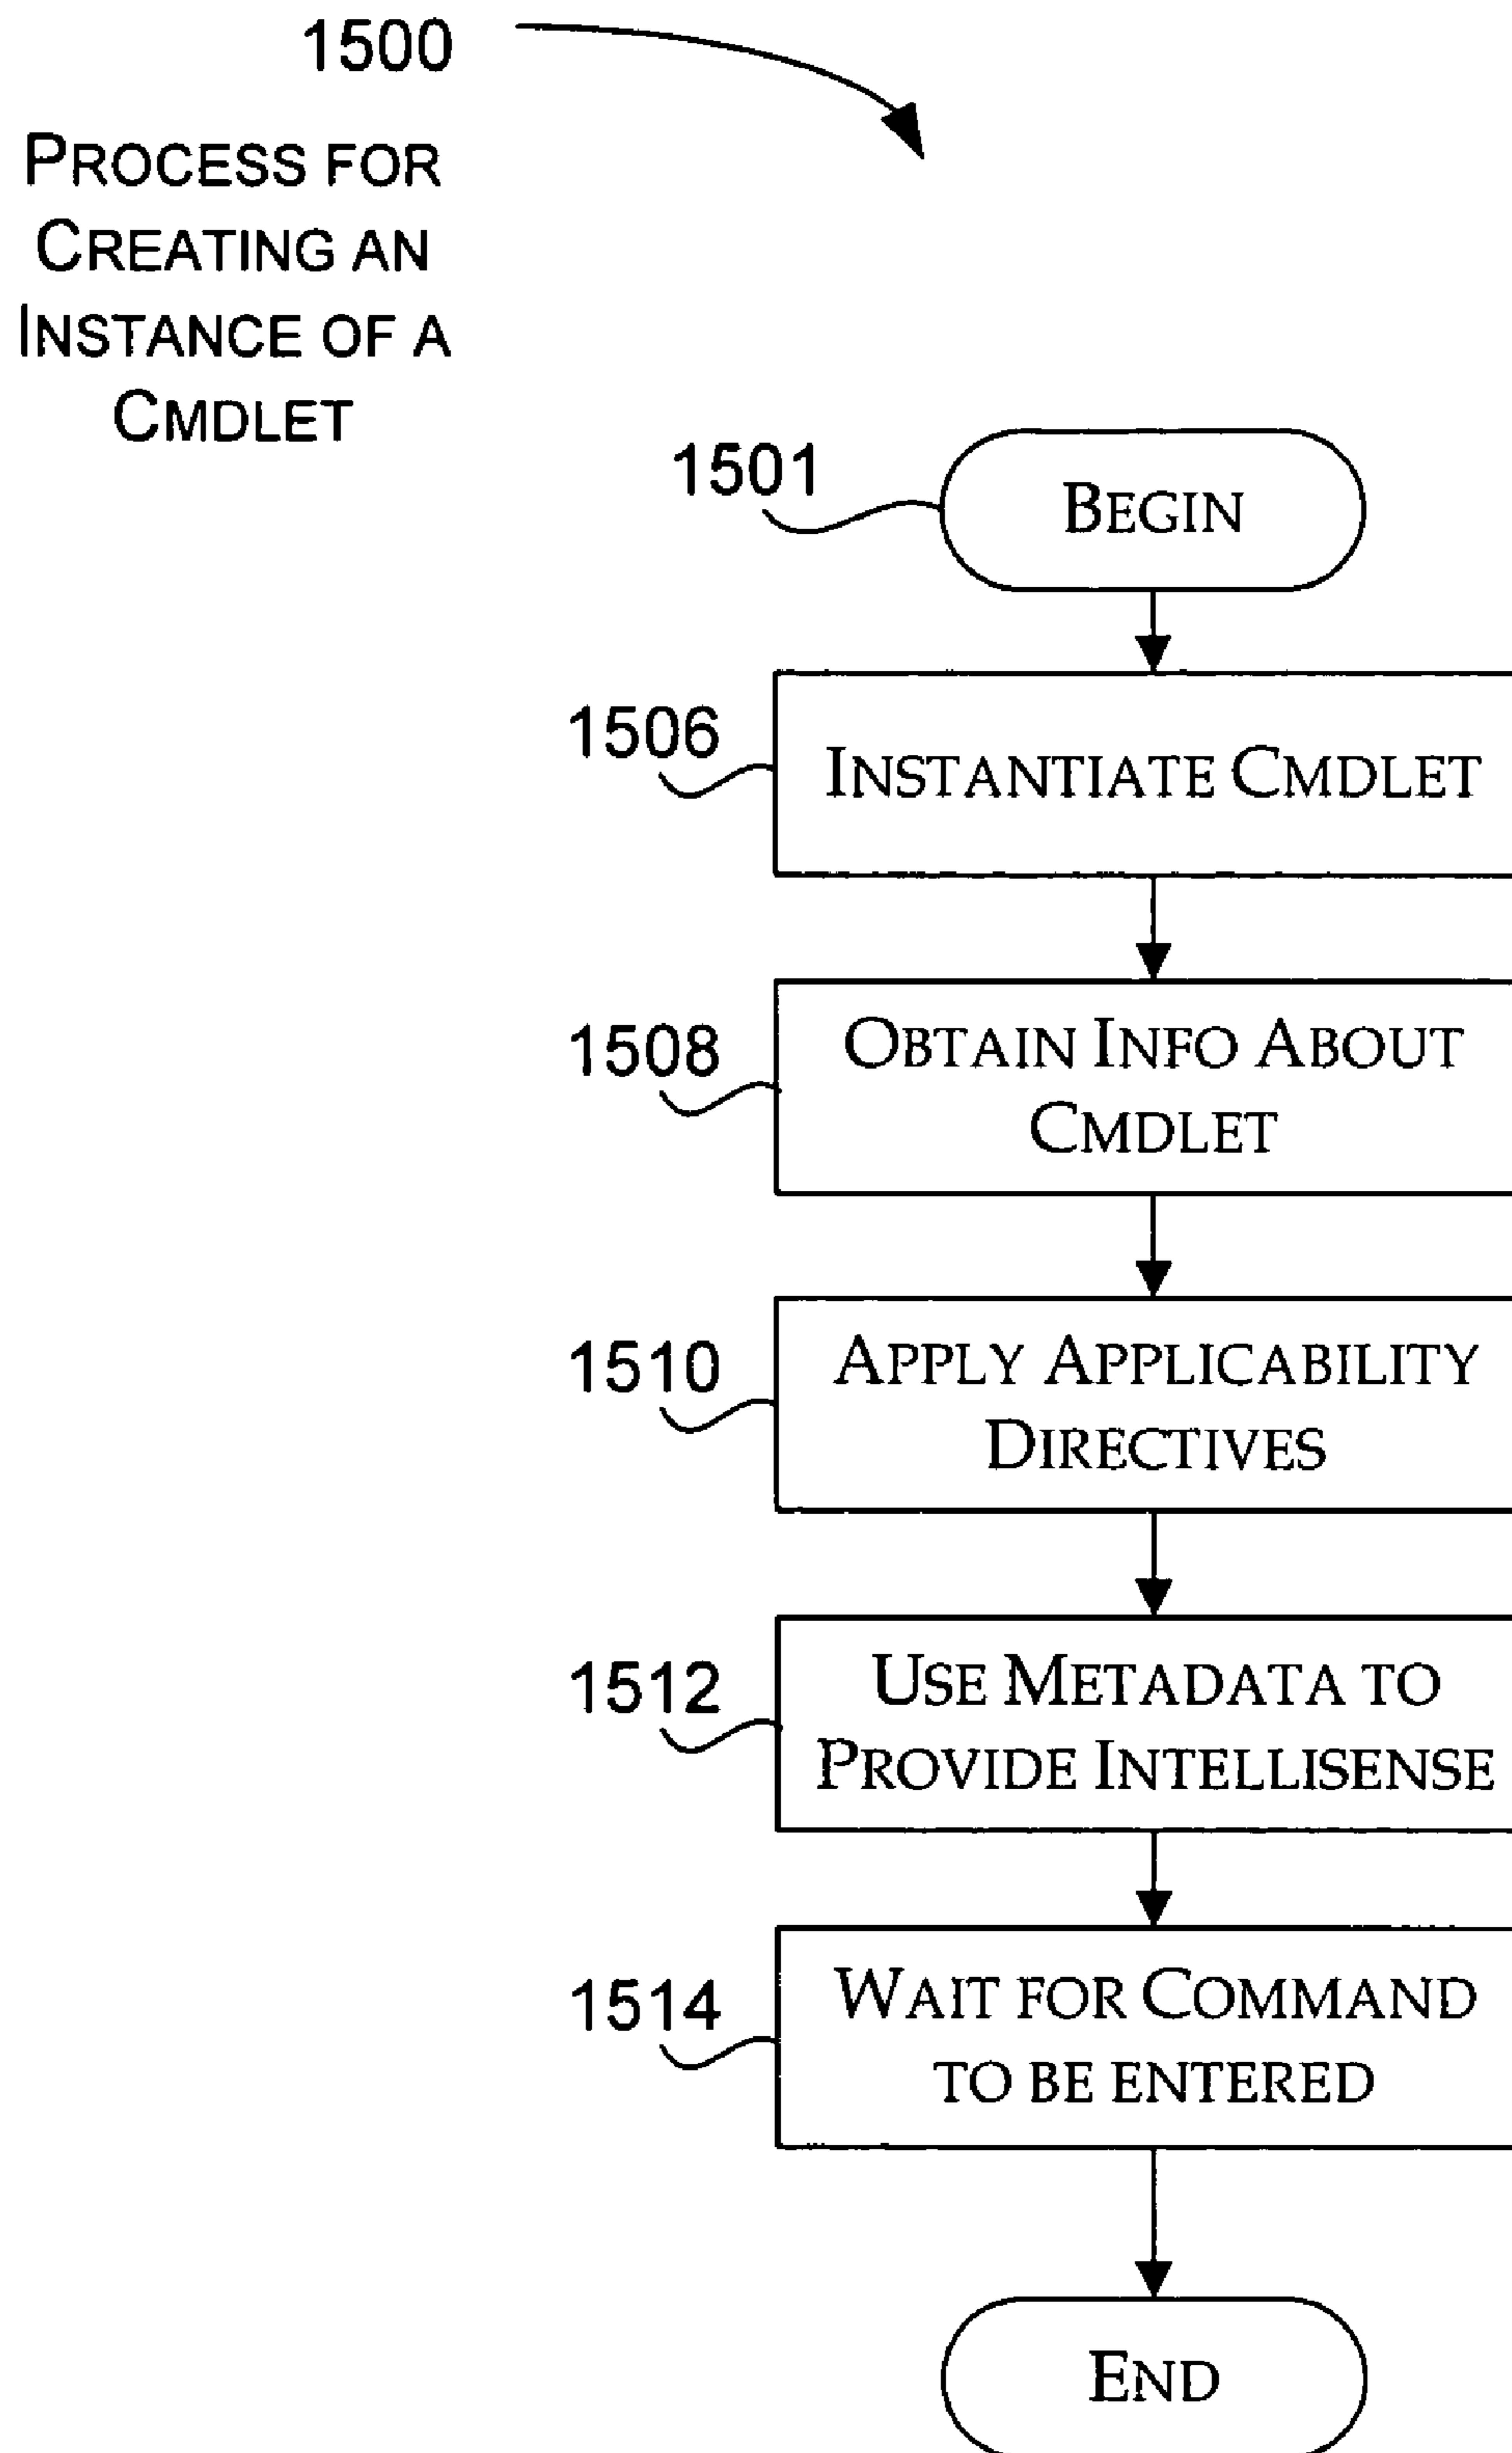 1500
PROCESS FOR
CREATING AN
INSTANCE OF A
CMDLET
1501
BEGIN
1506
INSTANTIATE CMDLET
1508
OBTAIN INFO ABOUT
CMDLET
1510
APPLY APPLICABILITY
DIRECTIVES
1512
USE METADATA TO
PROVIDE INTELLISENSE
1514
WAIT FOR COMMAND
TO BE ENTERED
END